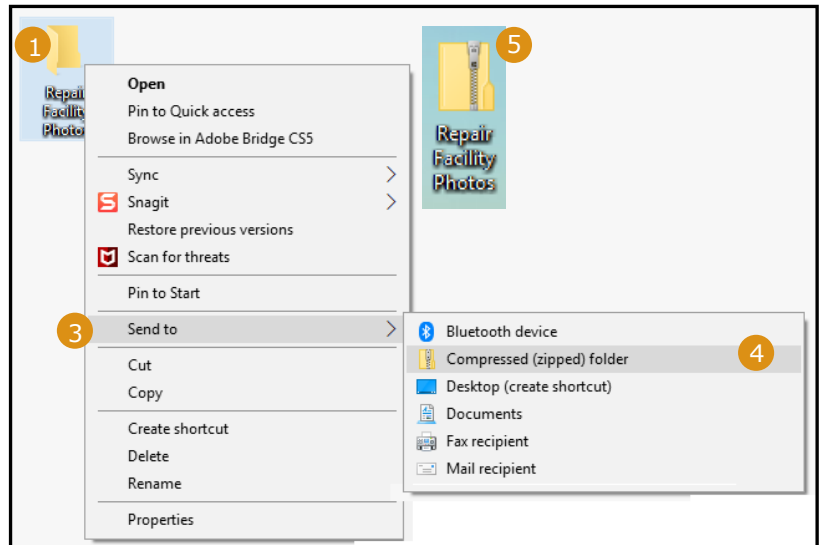 1
Repair
Facility
Photos
Open
Pin to Quick access
Browse in Adobe Bridge CS5
Sync
Snagit
Restore previous versions
Scan for threats
Pin to Start
3
Send to
Cut
Copy
Create shortcut
Delete
Rename
Properties
5
Repair
Facility
Photos
Bluetooth device
Compressed (zipped) folder
4
Desktop (create shortcut)
Documents
Fax recipient
Mail recipient